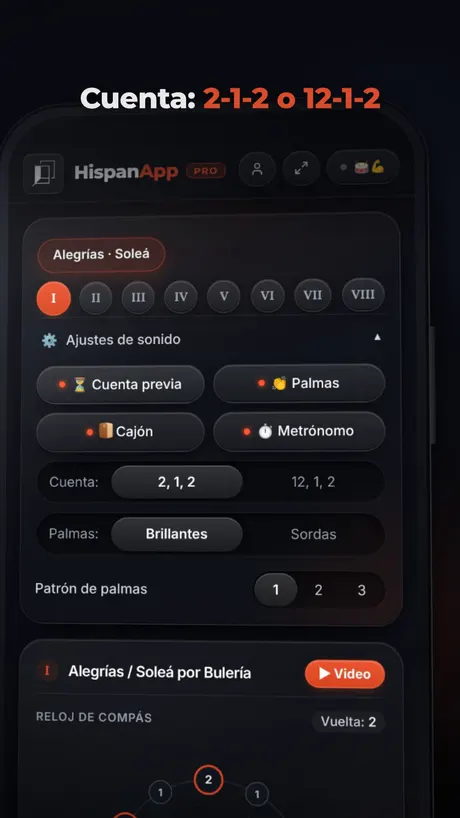 Cuenta: 2-1-2 o 12-1-2
HispanApp PRO
Alegrías · Soleá
I II III IV V VI VII VIII
Ajustes de sonido ▲
Cuenta previa Palmas
Cajón Metrónomo
Cuenta: 2, 1, 2 12, 1, 2
Palmas: Brillantes Sordas
Patrón de palmas 1 2 3
I Alegrías / Soleá por Bulería ▶ Video
RELOJ DE COMPÁS Vuelta: 2
1 2 1